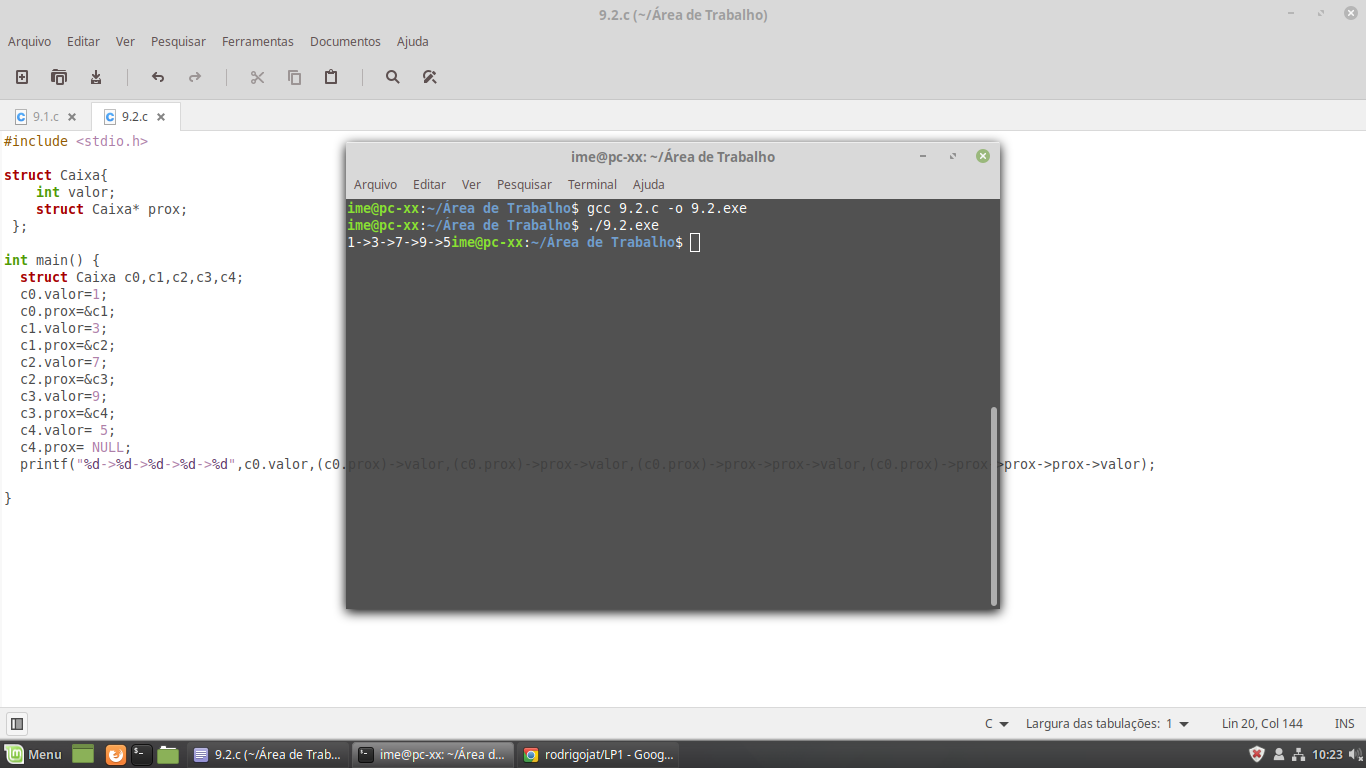 9.2.c (~/Área de Trabalho)
Arquivo Editar Ver Pesquisar Ferramentas Documentos Ajuda
9.1.c
9.2.c
#include <stdio.h>
struct Caixa{
    int valor;
    struct Caixa* prox;
 };
int main() {
  struct Caixa c0,c1,c2,c3,c4;
  c0.valor=1;
  c0.prox=&c1;
  c1.valor=3;
  c1.prox=&c2;
  c2.valor=7;
  c2.prox=&c3;
  c3.valor=9;
  c3.prox=&c4;
  c4.valor= 5;
  c4.prox= NULL;
  printf("%d->%d->%d->%d->%d",c0.valor,(c0.prox)->valor,(c0.prox)->prox->valor,(c0.prox)->prox->prox->valor,(c0.prox)->prox->prox->prox->valor);
}
ime@pc-xx: ~/Área de Trabalho
Arquivo Editar Ver Pesquisar Terminal Ajuda
ime@pc-xx:~/Área de Trabalho$ gcc 9.2.c -o 9.2.exe
ime@pc-xx:~/Área de Trabalho$ ./9.2.exe
1->3->7->9->5ime@pc-xx:~/Área de Trabalho$
C Largura das tabulações: 1 Lin 20, Col 144 INS
Menu 9.2.c (~/Área de Trab... ime@pc-xx: ~/Área d... rodrigojat/LP1 - Goog... 10:23